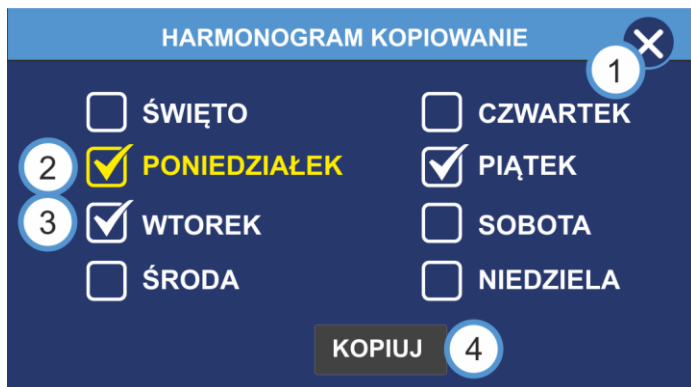 HARMONOGRAM KOPIOWANIE
1
ŚWIĘTO CZWARTEK
2 PONIEDZIAŁEK PIĄTEK
3 WTOREK SOBOTA
ŚRODA NIEDZIELA
KOPIUJ 4